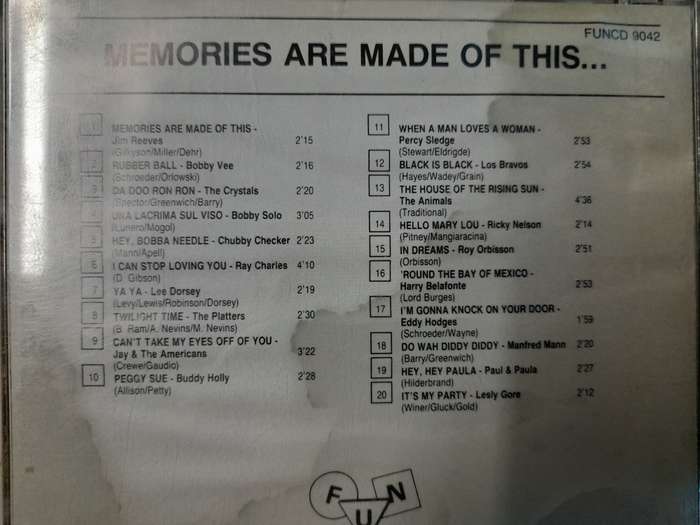 FUNCD 9042
MEMORIES ARE MADE OF THIS...
1 MEMORIES ARE MADE OF THIS -
Jim Reeves 2'15
(Gilkyson/Miller/Dehr)
2 RUBBER BALL - Bobby Vee 2'16
(Schroeder/Orlowski)
3 DA DOO RON RON - The Crystals 2'20
(Spector/Greenwich/Barry)
4 UNA LACRIMA SUL VISO - Bobby Solo 3'05
(Lunero/Mogol)
5 HEY, BOBBA NEEDLE - Chubby Checker 2'23
(Mann/Apell)
6 I CAN STOP LOVING YOU - Ray Charles 4'10
(D. Gibson)
7 YA YA - Lee Dorsey 2'19
(Levy/Lewis/Robinson/Dorsey)
8 TWILIGHT TIME - The Platters 2'30
(B. Ram/A. Nevins/M. Nevins)
9 CAN'T TAKE MY EYES OFF OF YOU -
Jay & The Americans 3'22
(Crewe/Gaudio)
10 PEGGY SUE - Buddy Holly 2'28
(Allison/Petty)
11 WHEN A MAN LOVES A WOMAN -
Percy Sledge 2'53
(Stewart/Eldrigde)
12 BLACK IS BLACK - Los Bravos 2'54
(Hayes/Wadey/Grain)
13 THE HOUSE OF THE RISING SUN -
The Animals 4'36
(Traditional)
14 HELLO MARY LOU - Ricky Nelson 2'14
(Pitney/Mangiaracina)
15 IN DREAMS - Roy Orbisson 2'51
(Orbisson)
16 'ROUND THE BAY OF MEXICO -
Harry Belafonte 2'53
(Lord Burges)
17 I'M GONNA KNOCK ON YOUR DOOR -
Eddy Hodges 1'59
(Schroeder/Wayne)
18 DO WAH DIDDY DIDDY - Manfred Mann 2'20
(Barry/Greenwich)
19 HEY, HEY PAULA - Paul & Paula 2'27
(Hilderbrand)
20 IT'S MY PARTY - Lesly Gore 2'12
(Winer/Gluck/Gold)
FUN